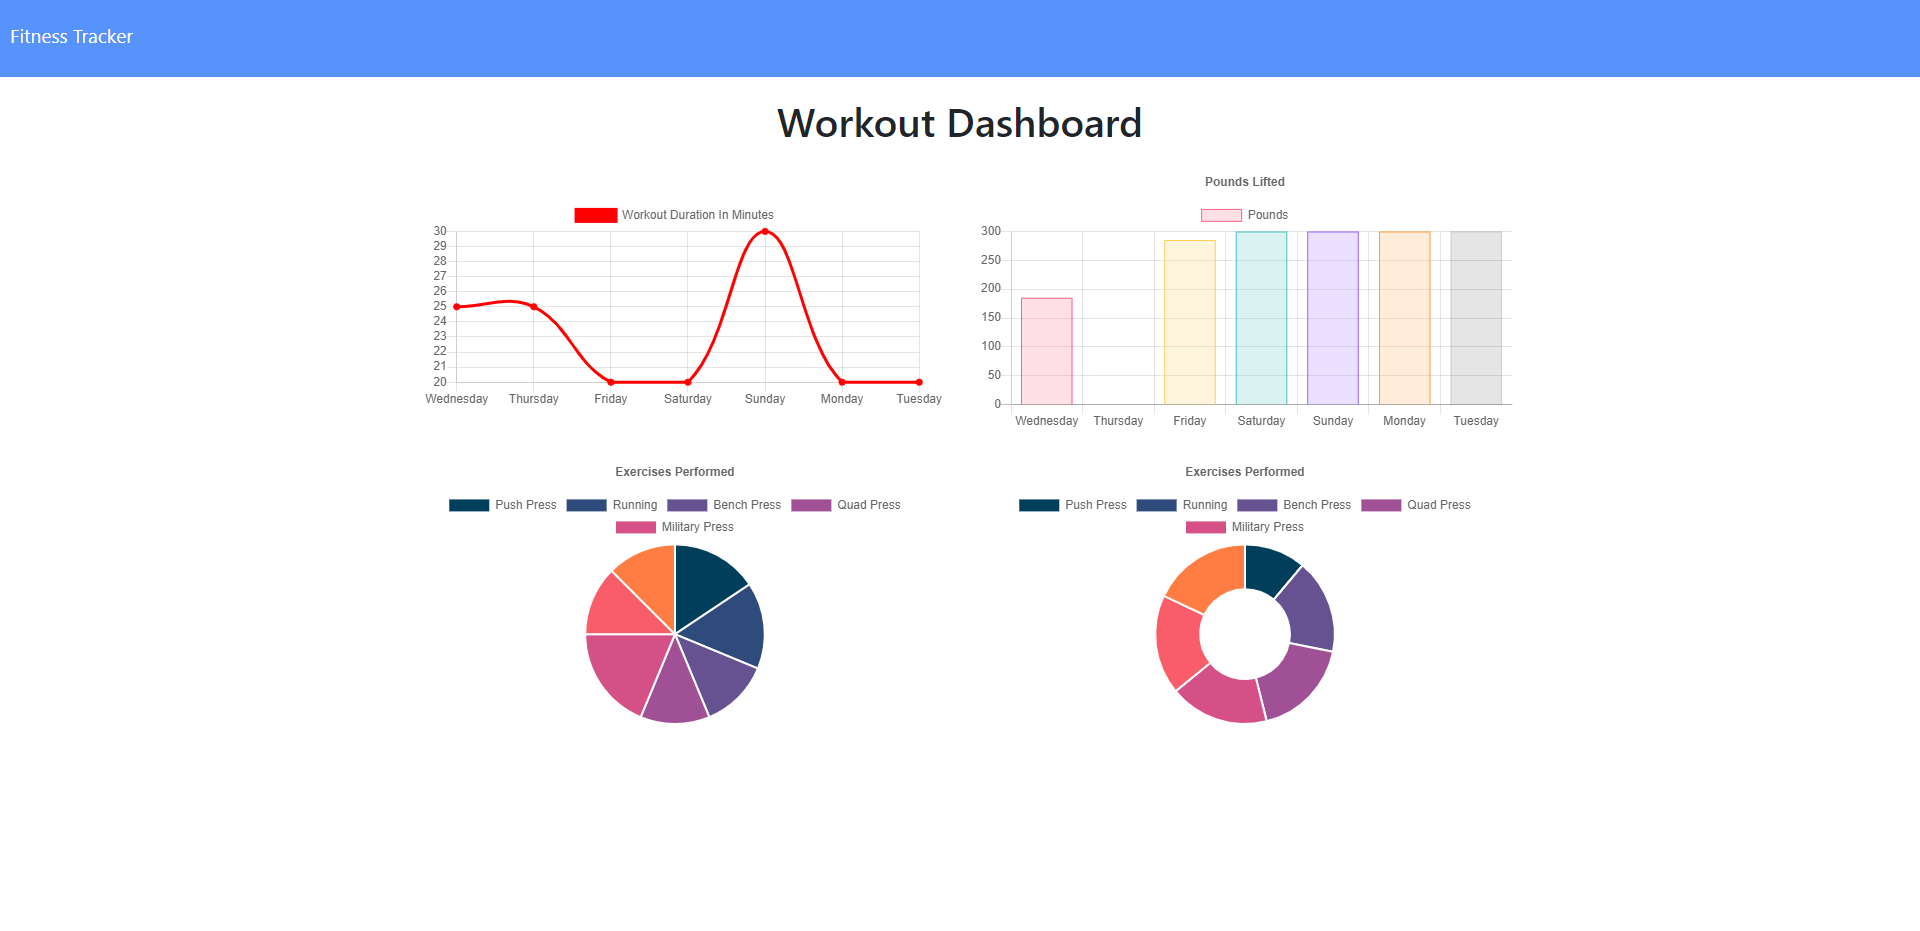 Fitness Tracker
Workout Dashboard
Workout Duration In Minutes
30
29
28
27
26
25
24
23
22
21
20
Wednesday Thursday Friday Saturday Sunday Monday Tuesday
Pounds Lifted
Pounds
300
250
200
150
100
50
0
Wednesday Thursday Friday Saturday Sunday Monday Tuesday
Exercises Performed
Push Press Running Bench Press Quad Press
Military Press
Exercises Performed
Push Press Running Bench Press Quad Press
Military Press